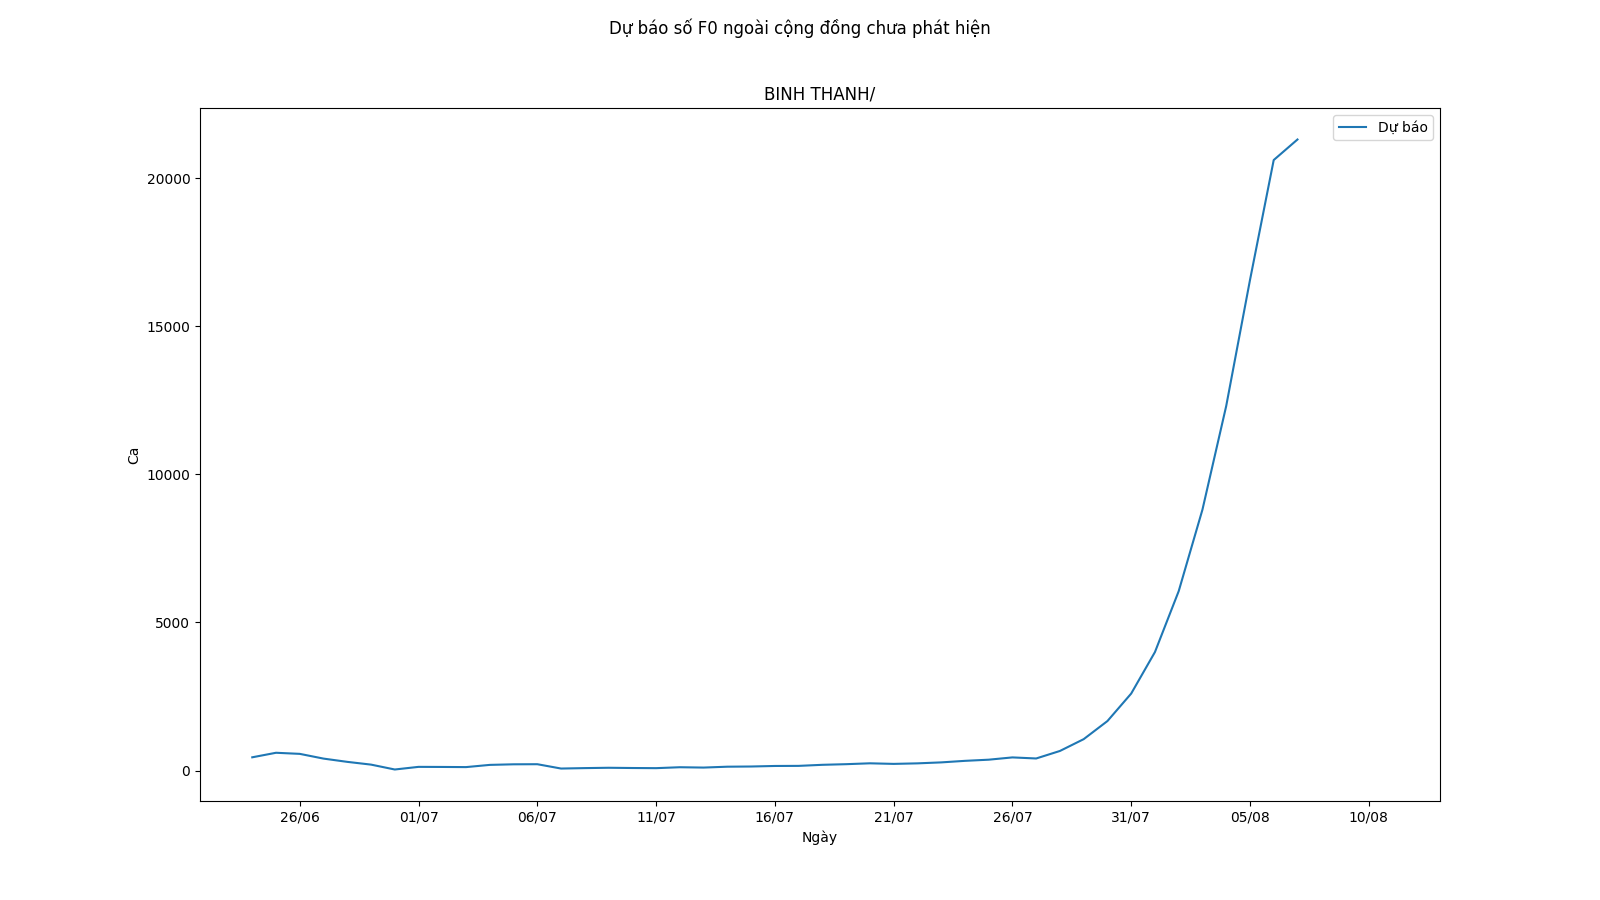 Dự báo số F0 ngoài cộng đồng chưa phát hiện
BINH THANH/
Dự báo
20000
15000
10000
5000
0
Ca
26/06 01/07 06/07 11/07 16/07 21/07 26/07 31/07 05/08 10/08
Ngày